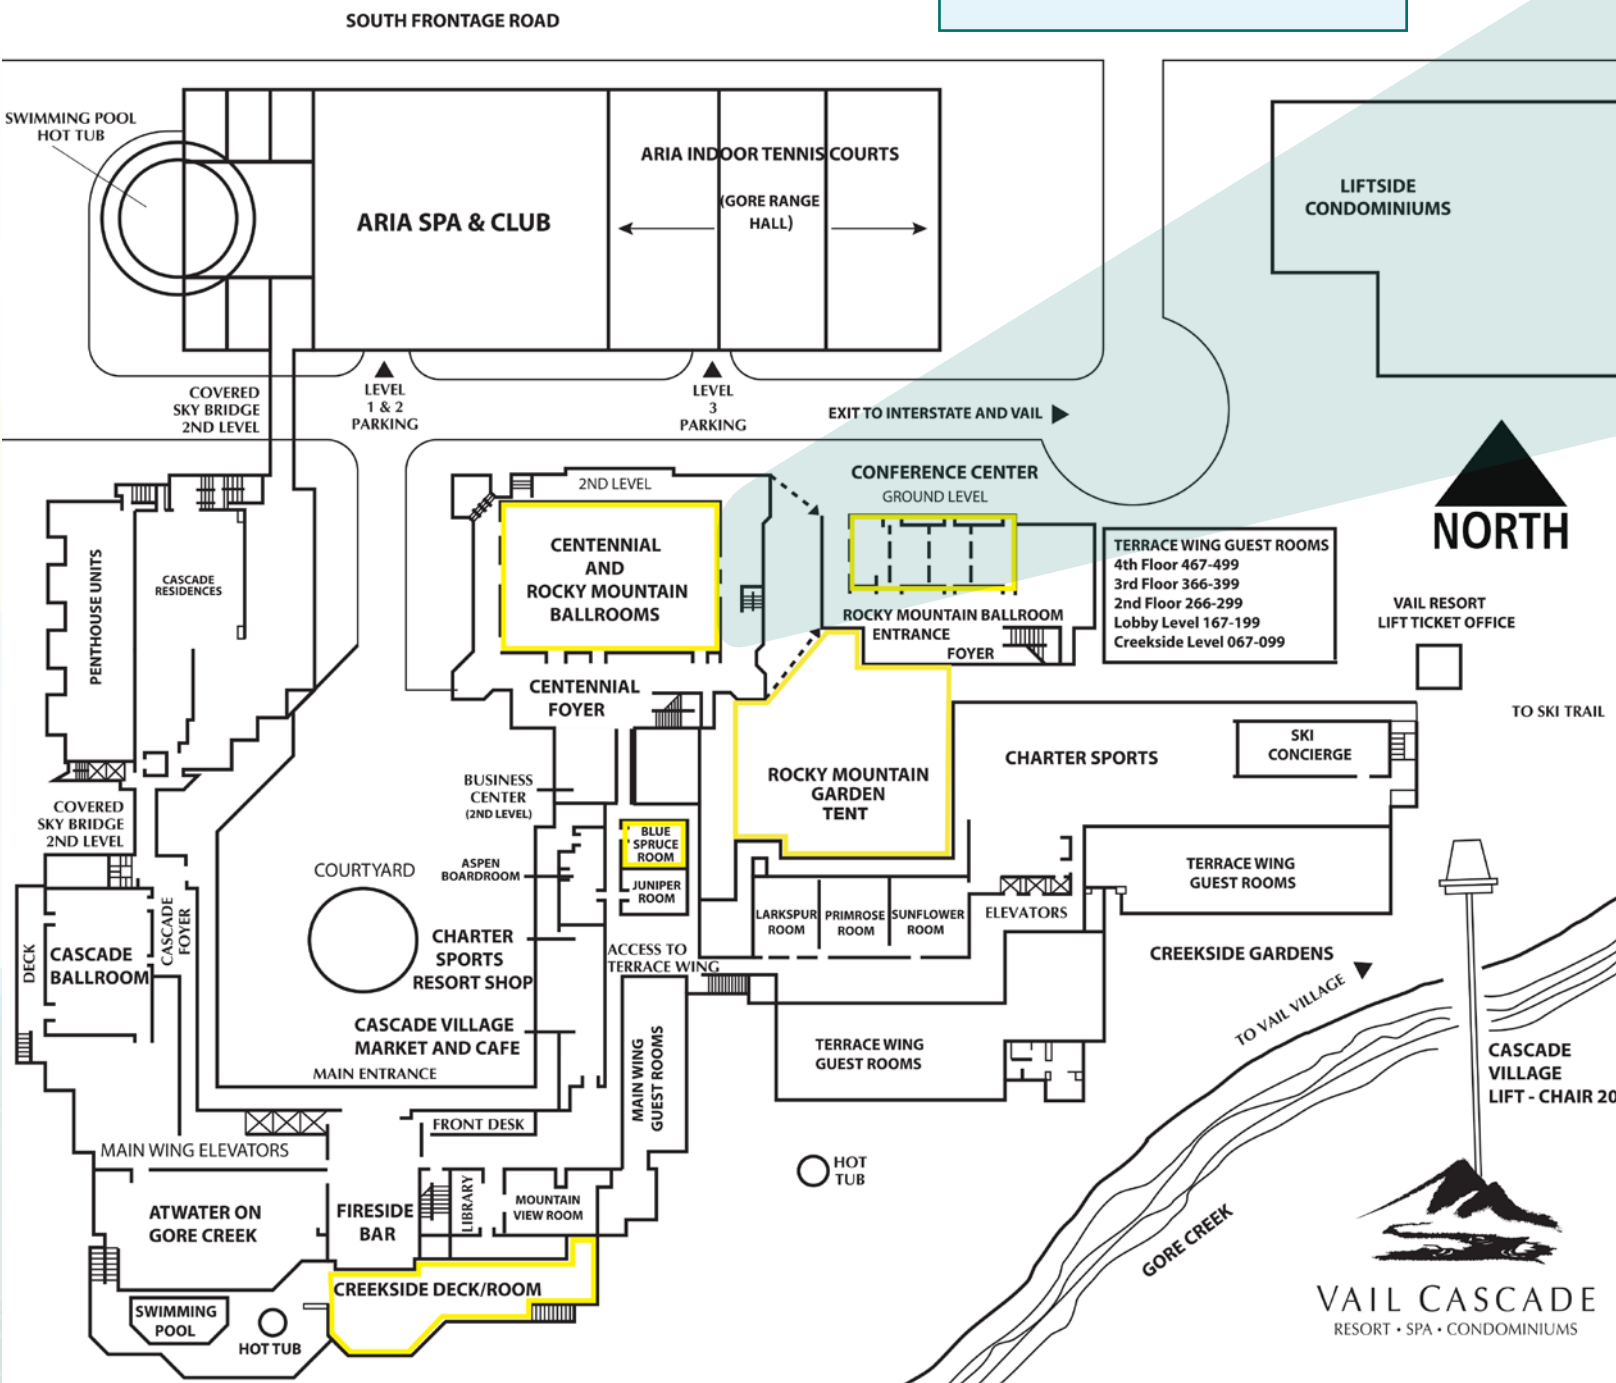 SOUTH FRONTAGE ROAD
SWIMMING POOL
HOT TUB
ARIA SPA & CLUB
ARIA INDOOR TENNIS COURTS
(GORE RANGE
HALL)
LIFTSIDE
CONDOMINIUMS
COVERED
SKY BRIDGE
2ND LEVEL
LEVEL
1 & 2
PARKING
LEVEL
3
PARKING
EXIT TO INTERSTATE AND VAIL
NORTH
2ND LEVEL
CENTENNIAL
AND
ROCKY MOUNTAIN
BALLROOMS
CONFERENCE CENTER
GROUND LEVEL
ROCKY MOUNTAIN BALLROOM
ENTRANCE
FOYER
TERRACE WING GUEST ROOMS
4th Floor 467-499
3rd Floor 366-399
2nd Floor 266-299
Lobby Level 167-199
Creekside Level 067-099
VAIL RESORT
LIFT TICKET OFFICE
TO SKI TRAIL
PENTHOUSE UNITS
CASCADE
RESIDENCES
CENTENNIAL
FOYER
BUSINESS
CENTER
(2ND LEVEL)
ROCKY MOUNTAIN
GARDEN
TENT
CHARTER SPORTS
SKI
CONCIERGE
COVERED
SKY BRIDGE
2ND LEVEL
COURTYARD
ASPEN
BOARDROOM
BLUE
SPRUCE
ROOM
JUNIPER
ROOM
LARKSPUR
ROOM
PRIMROSE
ROOM
SUNFLOWER
ROOM
ELEVATORS
TERRACE WING
GUEST ROOMS
DECK
CASCADE
BALLROOM
CASCADE
FOYER
CHARTER
SPORTS
RESORT SHOP
ACCESS TO
TERRACE WING
CREEKSIDE GARDENS
TO VAIL VILLAGE
CASCADE VILLAGE
MARKET AND CAFE
MAIN ENTRANCE
MAIN WING
GUEST ROOMS
TERRACE WING
GUEST ROOMS
CASCADE
VILLAGE
LIFT - CHAIR 20
FRONT DESK
MAIN WING ELEVATORS
HOT
TUB
ATWATER ON
GORE CREEK
FIRESIDE
BAR
LIBRARY
MOUNTAIN
VIEW ROOM
GORE CREEK
CREEKSIDE DECK/ROOM
SWIMMING
POOL
HOT TUB
VAIL CASCADE
RESORT • SPA • CONDOMINIUMS